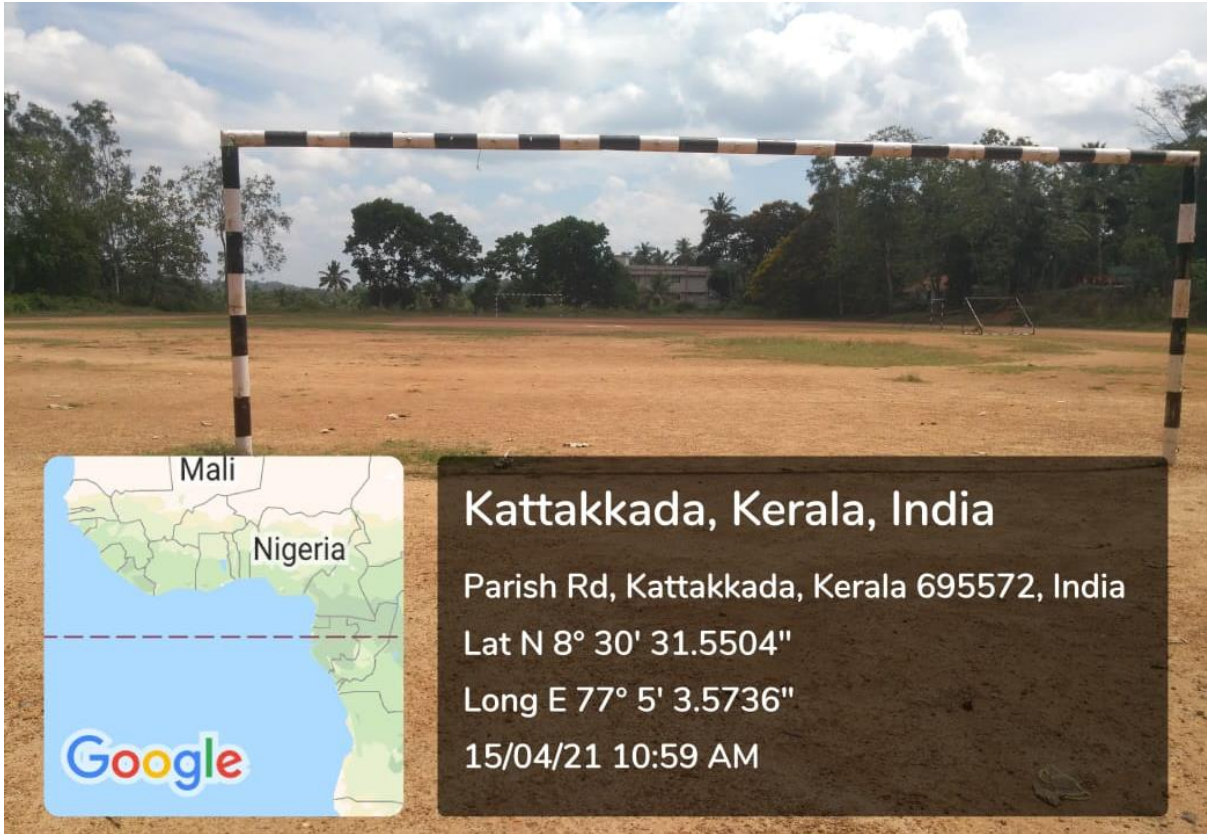 Mali
Nigeria
Google
Kattakkada, Kerala, India
Parish Rd, Kattakkada, Kerala 695572, India
Lat N 8° 30' 31.5504"
Long E 77° 5' 3.5736"
15/04/21 10:59 AM